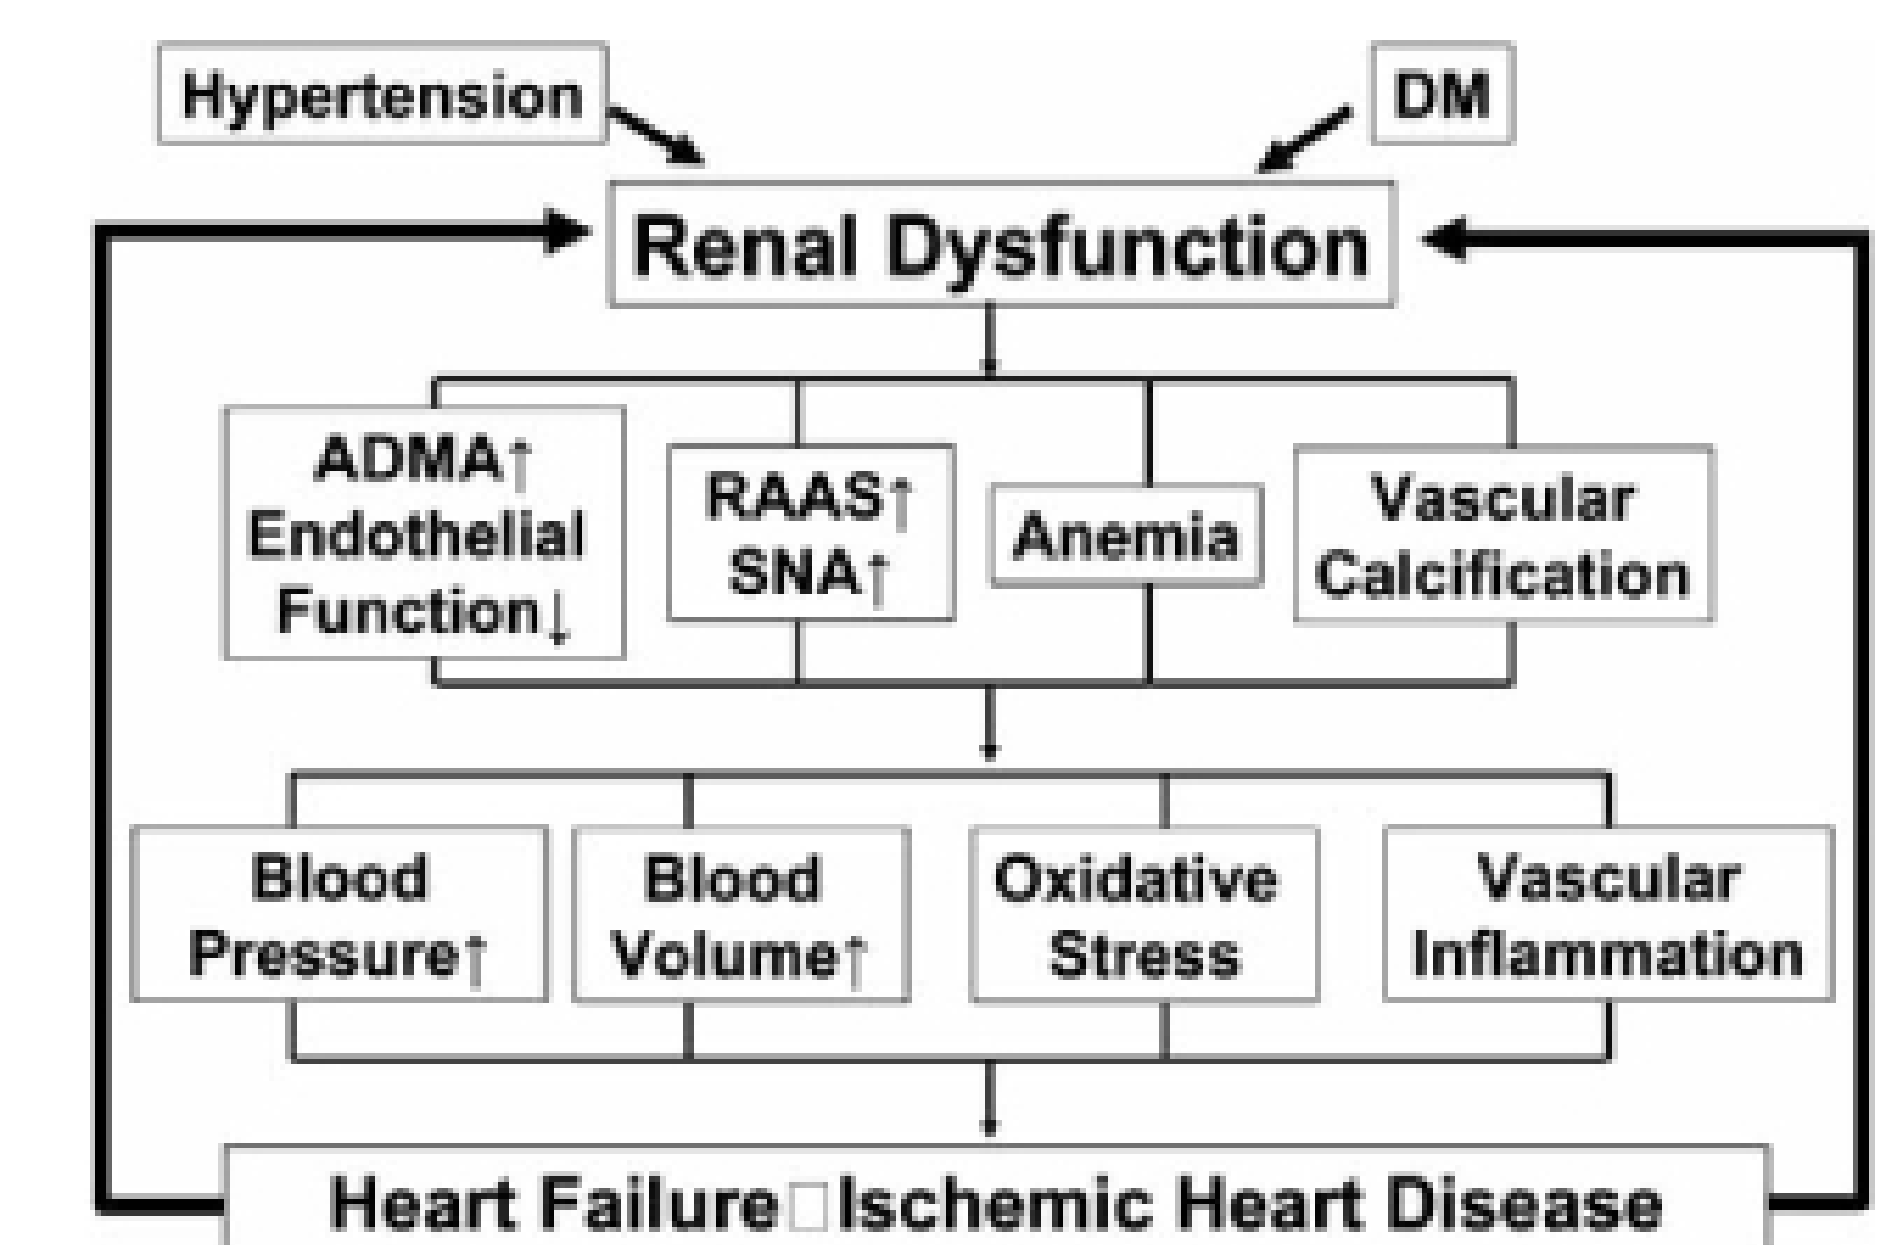 Hypertension
DM
Renal Dysfunction
ADMA↑
Endothelial
Function↓
RAAS↑
SNA↑
Anemia
Vascular
Calcification
Blood
Pressure↑
Blood
Volume↑
Oxidative
Stress
Vascular
Inflammation
Heart Failure□Ischemic Heart Disease